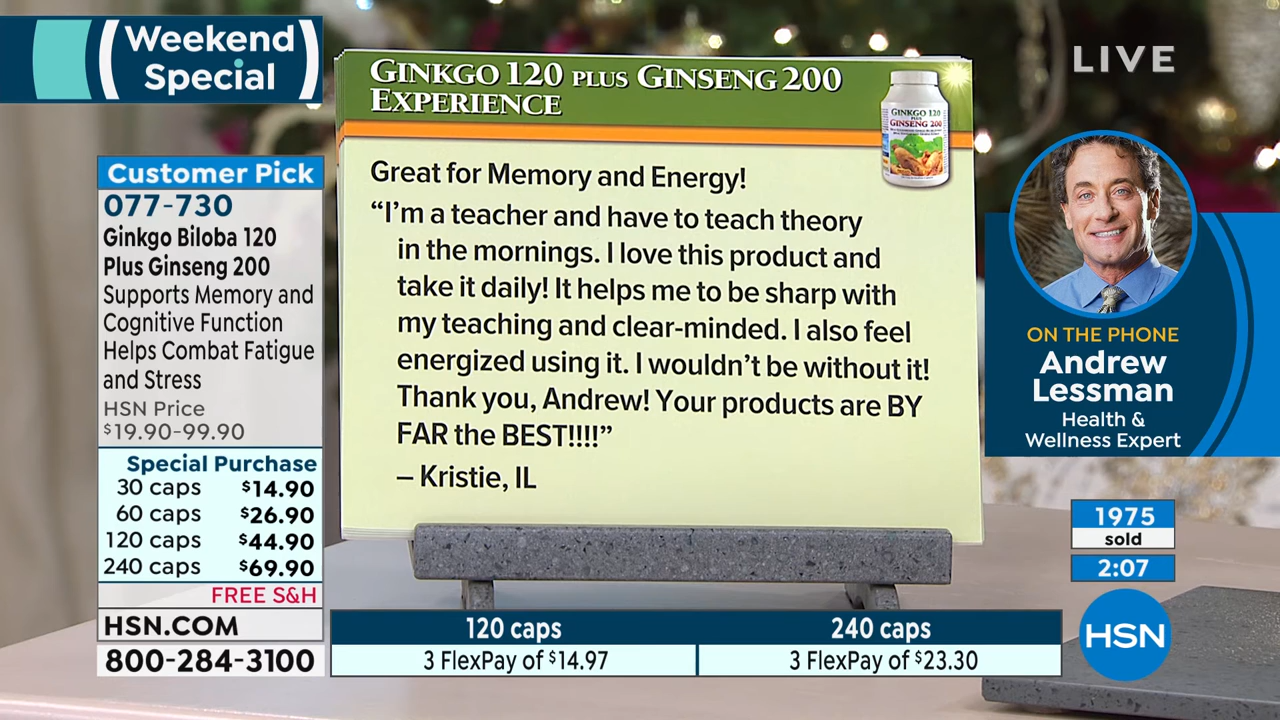 Weekend
Special
LIVE
GINKGO 120 PLUS GINSENG 200
EXPERIENCE
GINKGO 120
PLUS
GINSENG 200
Great for Memory and Energy!
“I’m a teacher and have to teach theory
in the mornings. I love this product and
take it daily! It helps me to be sharp with
my teaching and clear-minded. I also feel
energized using it. I wouldn’t be without it!
Thank you, Andrew! Your products are BY
FAR the BEST!!!!”
– Kristie, IL
Customer Pick
077-730
Ginkgo Biloba 120
Plus Ginseng 200
Supports Memory and
Cognitive Function
Helps Combat Fatigue
and Stress
HSN Price
$19.90-99.90
Special Purchase
30 caps $14.90
60 caps $26.90
120 caps $44.90
240 caps $69.90
FREE S&H
HSN.COM
800-284-3100
120 caps
3 FlexPay of $14.97
240 caps
3 FlexPay of $23.30
ON THE PHONE
Andrew
Lessman
Health &
Wellness Expert
1975
sold
2:07
HSN